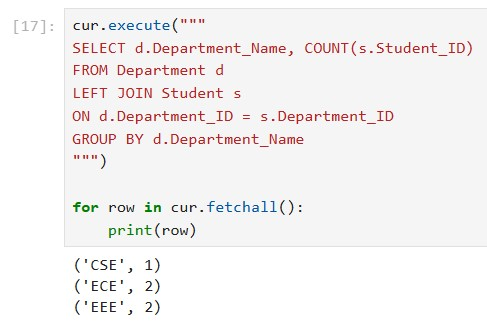 [17]: cur.execute("""
SELECT d.Department_Name, COUNT(s.Student_ID)
FROM Department d
LEFT JOIN Student s
ON d.Department_ID = s.Department_ID
GROUP BY d.Department_Name
""")

for row in cur.fetchall():
    print(row)
('CSE', 1)
('ECE', 2)
('EEE', 2)